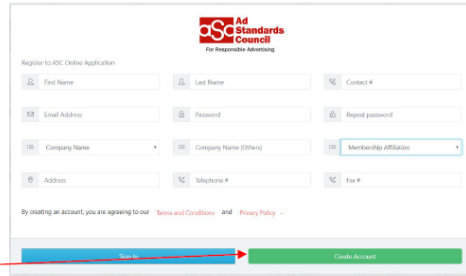 asc Ad
Standards
Council
For Responsible Advertising
Register to ASC Online Application
First Name
Last Name
Contact #
Email Address
Password
Repeat password
Company Name
Company Name (Others)
Membership Affiliation
Address
Telephone #
Fax #
By creating an account, you are agreeing to our Terms and Conditions and Privacy Policy
Sign In
Create Account